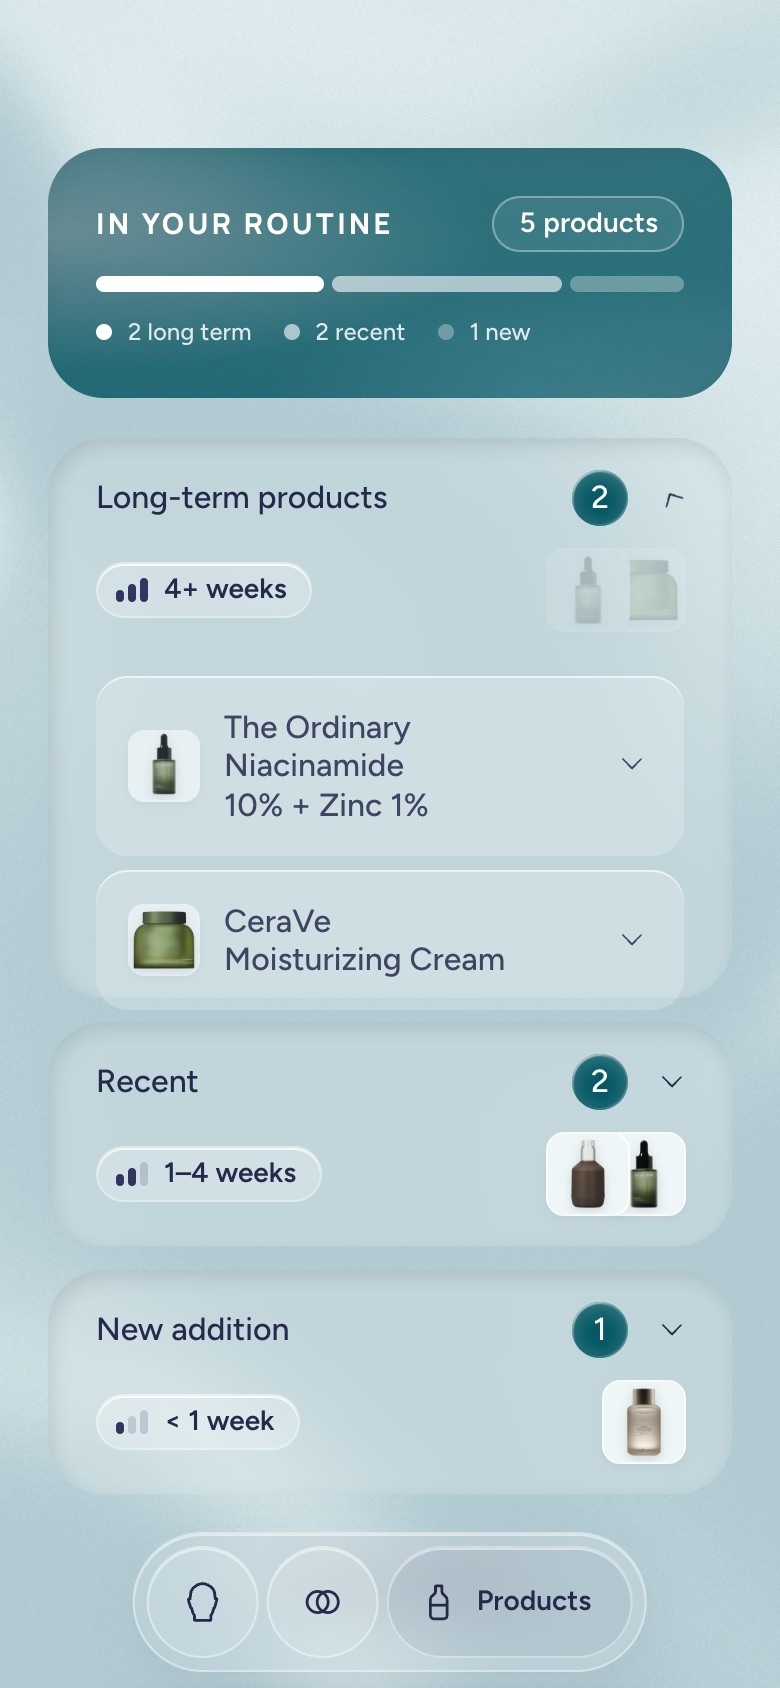 IN YOUR ROUTINE
5 products
2 long term
2 recent
1 new
Long-term products
2
4+ weeks
The Ordinary
Niacinamide
10% + Zinc 1%
CeraVe
Moisturizing Cream
Recent
2
1–4 weeks
New addition
1
< 1 week
Products